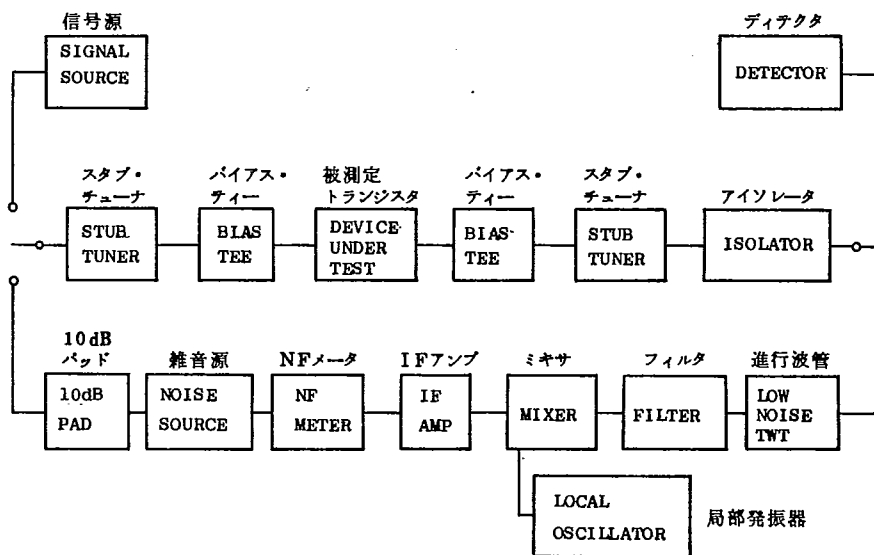 信号源
SIGNAL
SOURCE
ディテクタ
DETECTOR
スタブ・
チューナ
STUB
TUNER
バイアス・
ティー
BIAS
TEE
被測定
トランジスタ
DEVICE-
UNDER
TEST
バイアス・
ティー
BIAS-
TEE
スタブ・
チューナ
STUB
TUNER
アイソレータ
ISOLATOR
10dB
パッド
10dB
PAD
雑音源
NOISE
SOURCE
NFメータ
NF
METER
IFアンプ
IF
AMP
ミキサ
MIXER
フィルタ
FILTER
進行波管
LOW
NOISE
TWT
LOCAL
OSCILLATOR
局部発振器